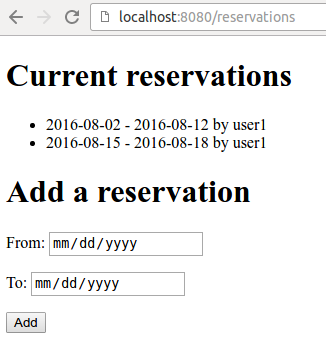 localhost:8080/reservations
Current reservations
2016-08-02 - 2016-08-12 by user1
2016-08-15 - 2016-08-18 by user1
Add a reservation
From: mm/dd/yyyy
To: mm/dd/yyyy
Add